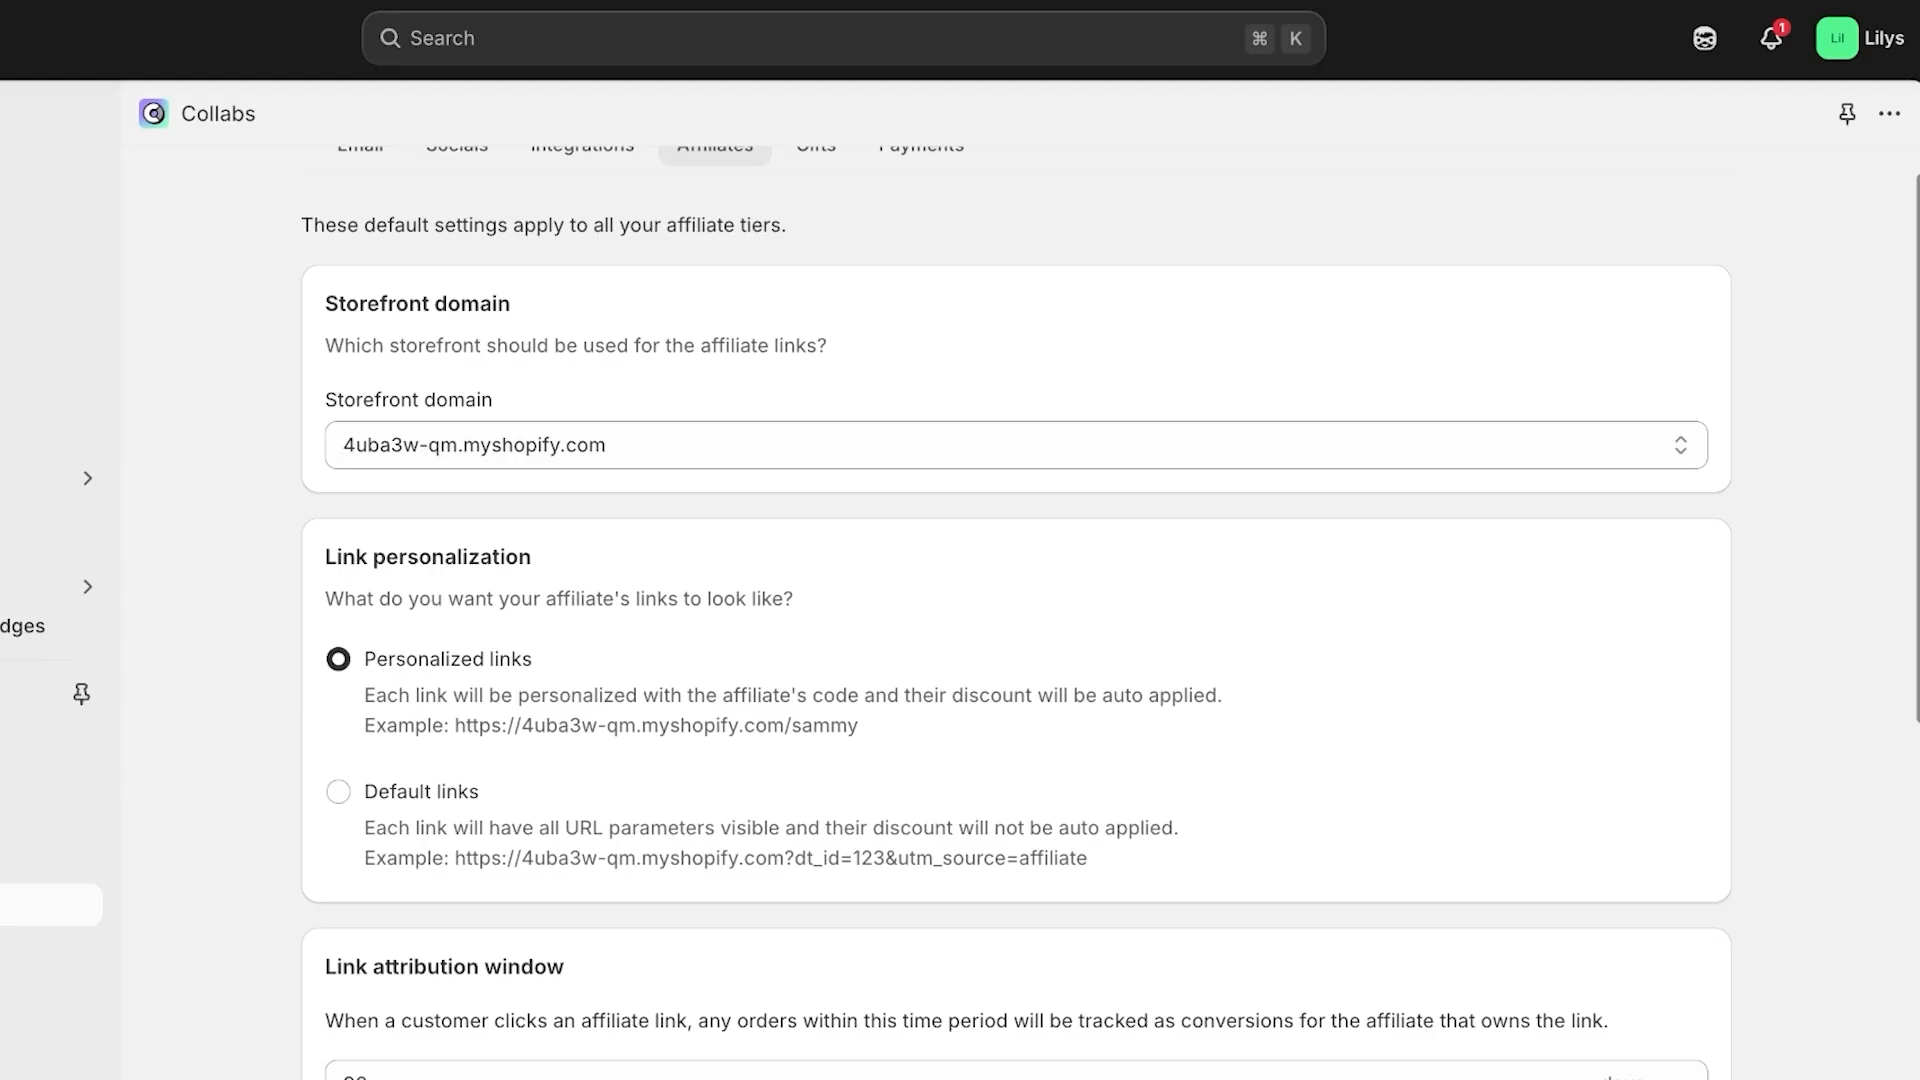 Search
⌘ K
1
Lil
Lilys
Collabs
Email Socials Integrations Affiliates Gifts Payments
These default settings apply to all your affiliate tiers.
Storefront domain
Which storefront should be used for the affiliate links?
Storefront domain
4uba3w-qm.myshopify.com
Link personalization
What do you want your affiliate's links to look like?
Personalized links
Each link will be personalized with the affiliate's code and their discount will be auto applied.
Example: https://4uba3w-qm.myshopify.com/sammy
dges
Default links
Each link will have all URL parameters visible and their discount will not be auto applied.
Example: https://4uba3w-qm.myshopify.com?dt_id=123&utm_source=affiliate
Link attribution window
When a customer clicks an affiliate link, any orders within this time period will be tracked as conversions for the affiliate that owns the link.